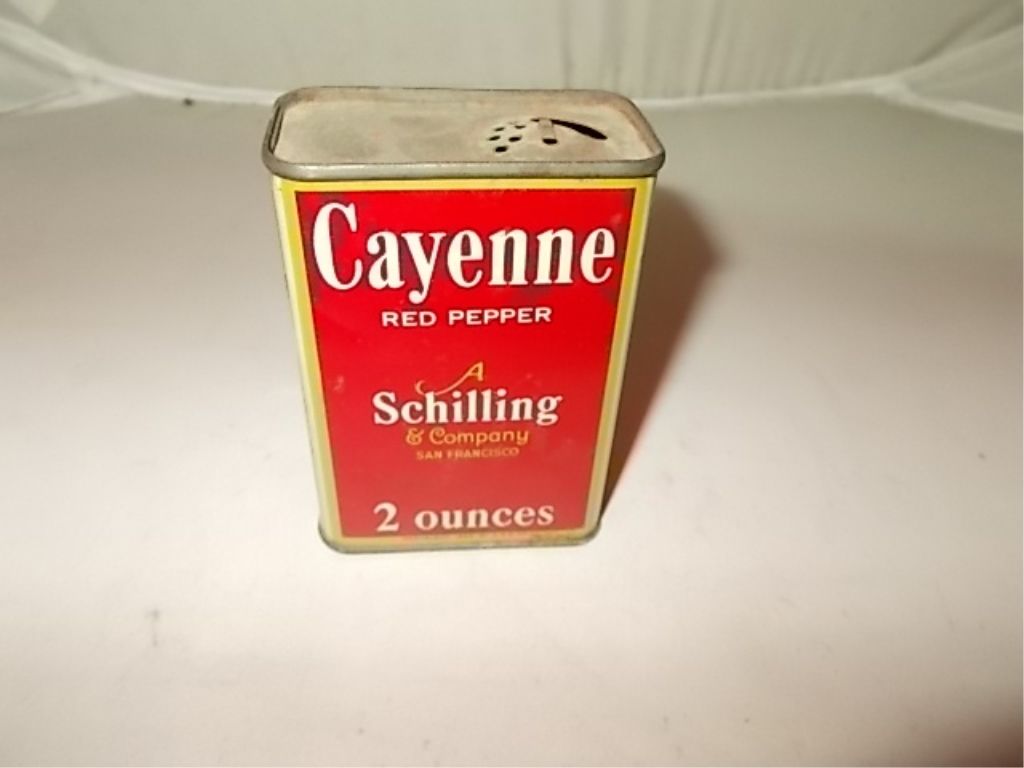 Cayenne
RED PEPPER
A
Schilling
& Company
SAN FRANCISCO
2 ounces